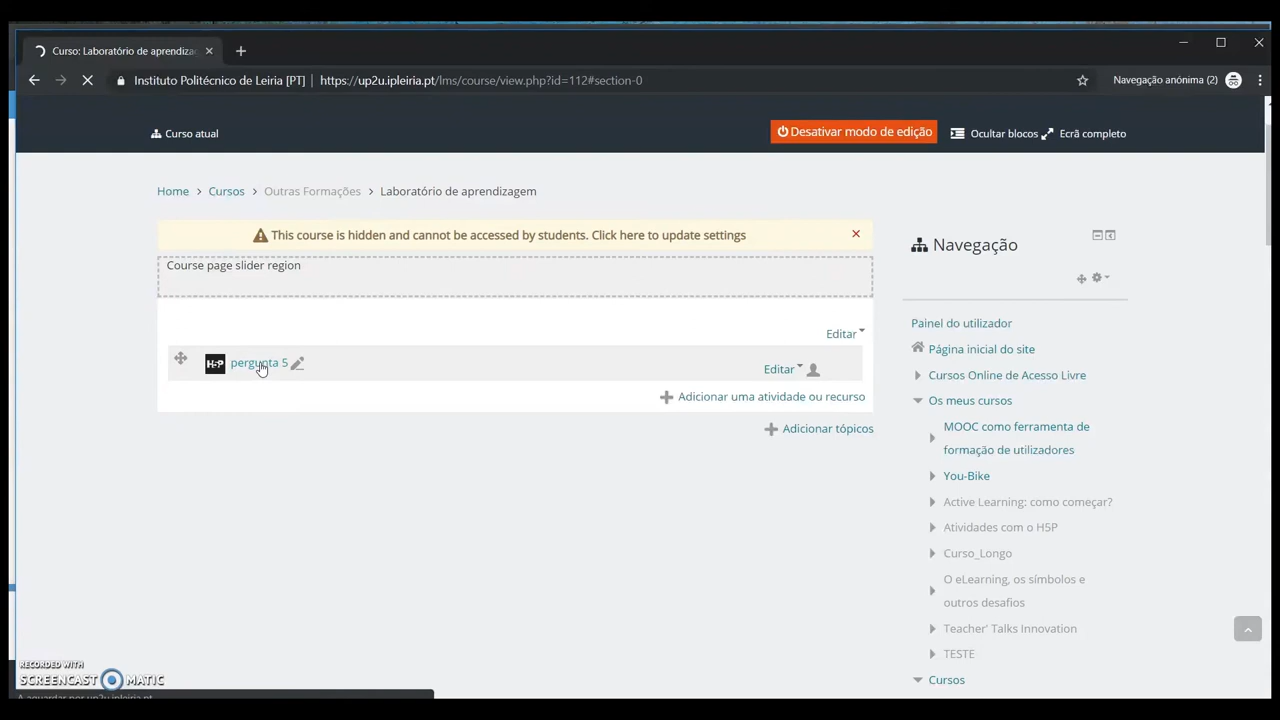 Curso: Laboratório de aprendiza
Instituto Politécnico de Leiria [PT] | https://up2u.ipleiria.pt/lms/course/view.php?id=112#section-0
Navegação anónima (2)
Curso atual
Desativar modo de edição
Ocultar blocos
Ecrã completo
Home > Cursos > Outras Formações > Laboratório de aprendizagem
This course is hidden and cannot be accessed by students. Click here to update settings
Course page slider region
Editar
H5P
pergunta 5
Editar
Adicionar uma atividade ou recurso
Adicionar tópicos
Navegação
Painel do utilizador
Página inicial do site
Cursos Online de Acesso Livre
Os meus cursos
MOOC como ferramenta de
formação de utilizadores
You-Bike
Active Learning: como começar?
Atividades com o H5P
Curso_Longo
O eLearning, os símbolos e
outros desafios
Teacher' Talks Innovation
TESTE
Cursos
RECORDED WITH
SCREENCAST MATIC
A aguardar por up2u.ipleiria.pt